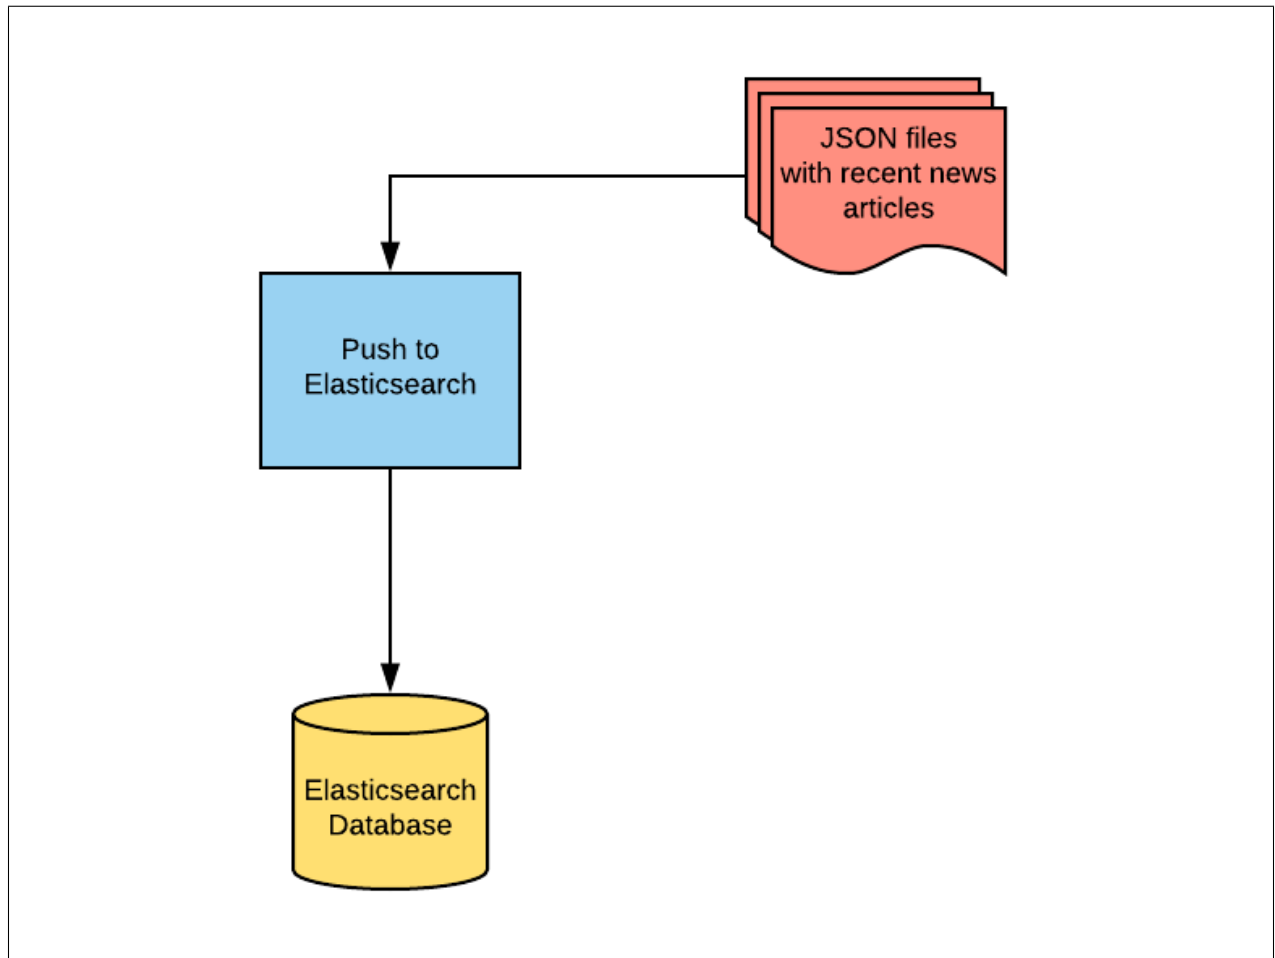 JSON files
with recent news
articles
Push to
Elasticsearch
Elasticsearch
Database